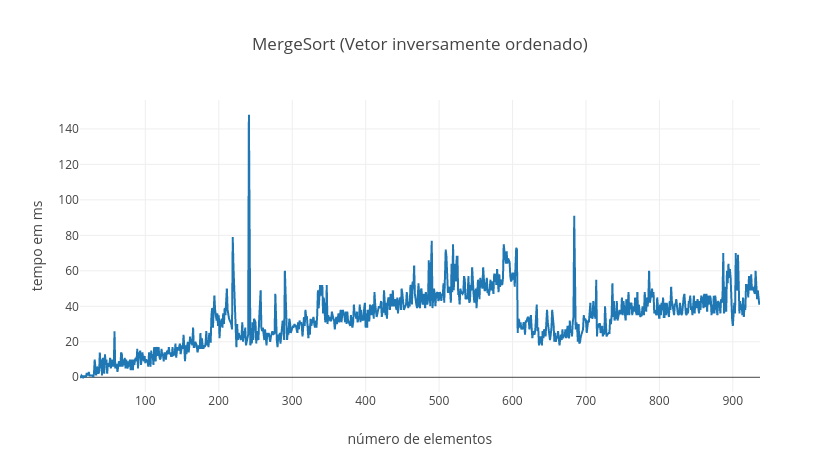 MergeSort (Vetor inversamente ordenado)
tempo em ms
140
120
100
80
60
40
20
0
100 200 300 400 500 600 700 800 900
número de elementos